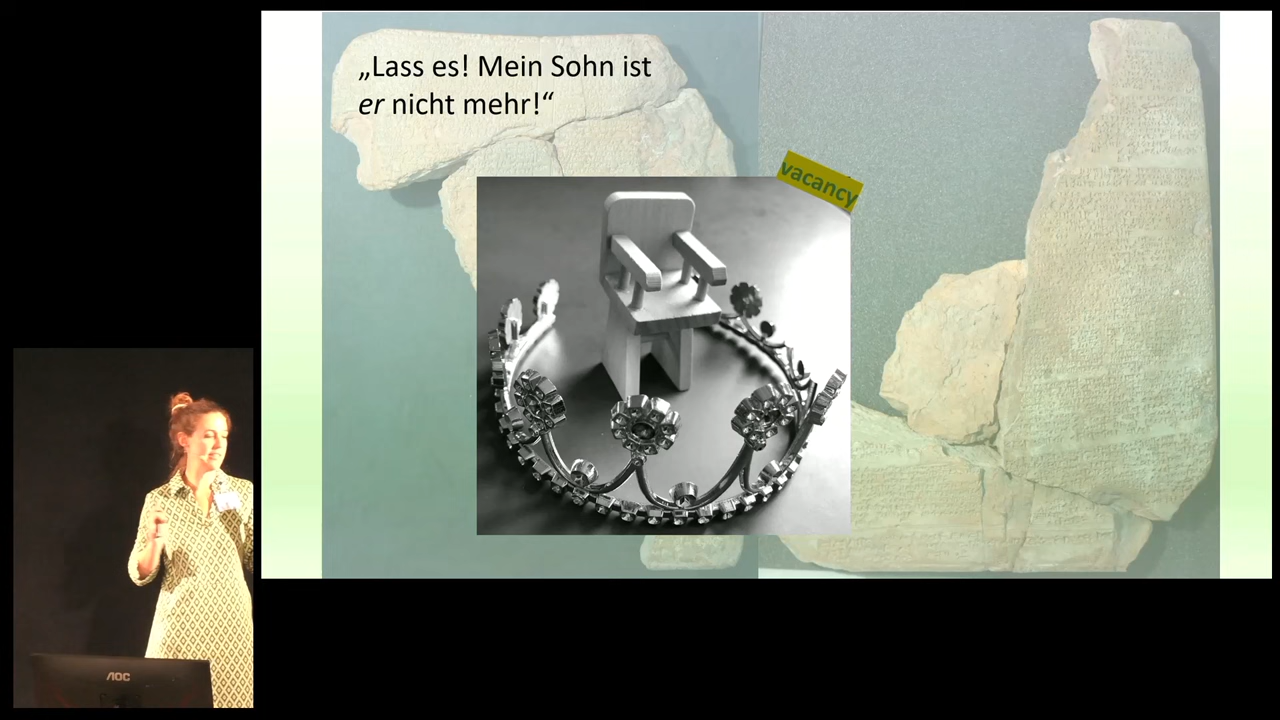 „Lass es! Mein Sohn ist
er nicht mehr!“
vacancy
AOC